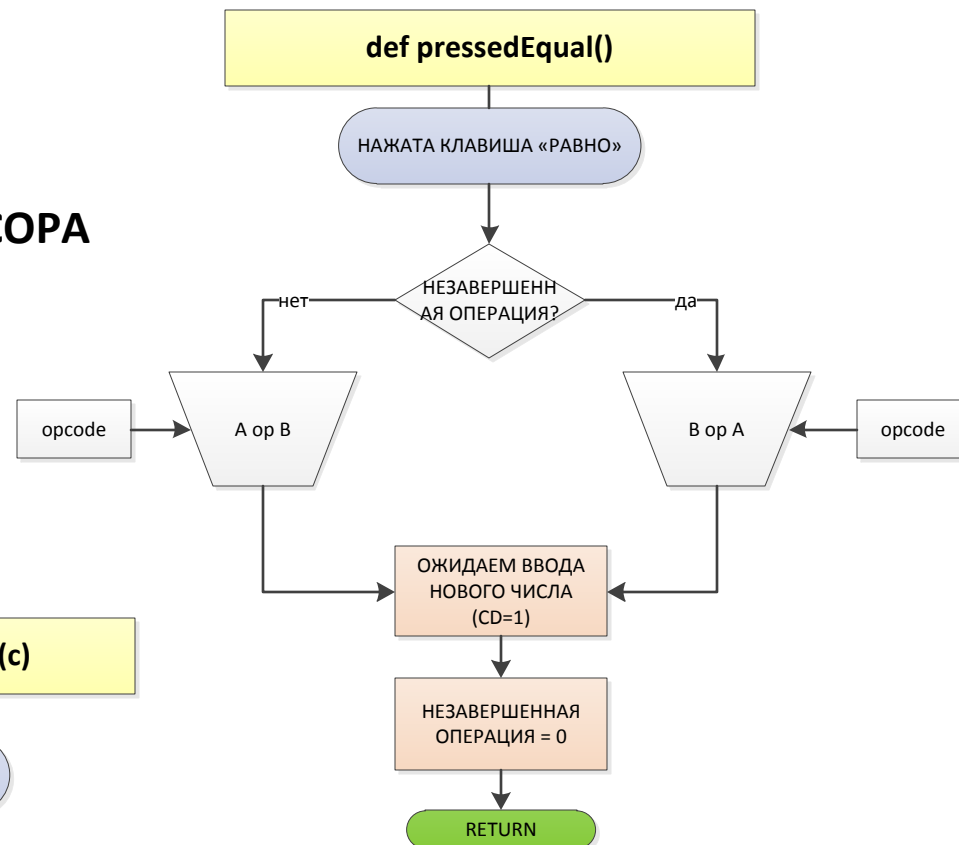 def pressedEqual()
НАЖАТА КЛАВИША «РАВНО»
СОРА
НЕЗАВЕРШЕНН
АЯ ОПЕРАЦИЯ?
нет
да
opcode
A op B
B op A
opcode
ОЖИДАЕМ ВВОДА
НОВОГО ЧИСЛА
(CD=1)
(c)
НЕЗАВЕРШЕННАЯ
ОПЕРАЦИЯ = 0
RETURN